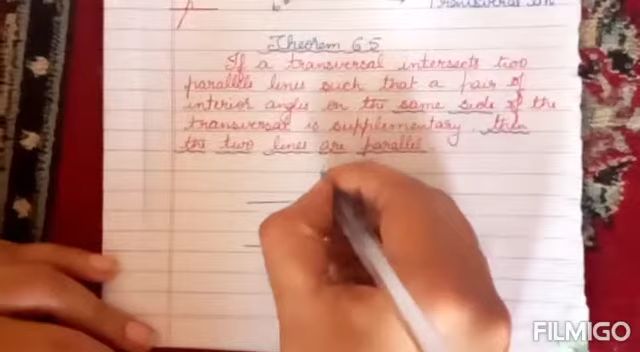 Theorem 6.5
If a transversal intersects two
parallels lines such that a pair of
interior angles on the same side of the
transversal is supplementary, then
the two lines are parallel
FILMIGO